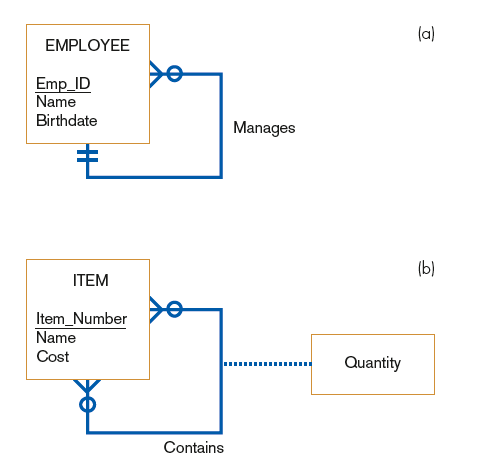 (a)
EMPLOYEE
Emp_ID
Name
Birthdate
Manages
(b)
ITEM
Item_Number
Name
Cost
Quantity
Contains